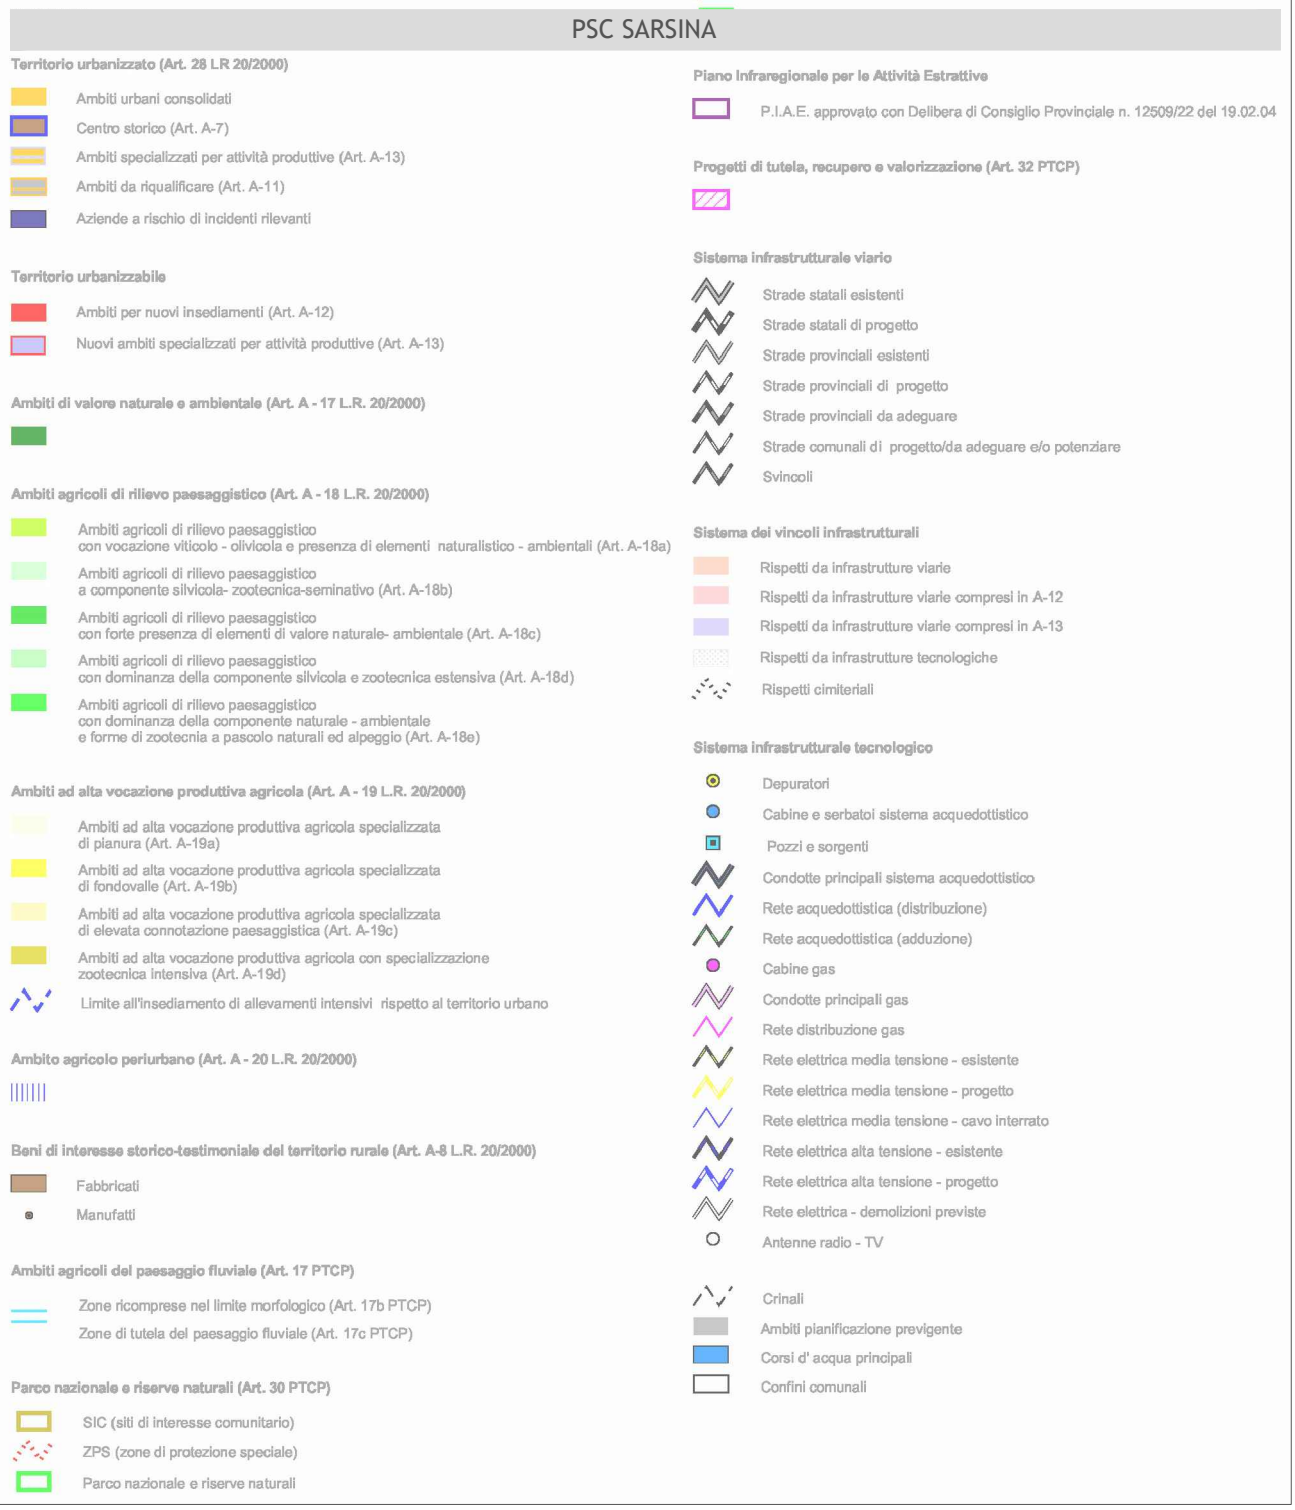 PSC SARSINA
Territorio urbanizzato (Art. 28 LR 20/2000)
Ambiti urbani consolidati
Centro storico (Art. A-7)
Ambiti specializzati per attività produttive (Art. A-13)
Ambiti da riqualificare (Art. A-11)
Aziende a rischio di incidenti rilevanti
Territorio urbanizzabile
Ambiti per nuovi insediamenti (Art. A-12)
Nuovi ambiti specializzati per attività produttive (Art. A-13)
Ambiti di valore naturale e ambientale (Art. A - 17 L.R. 20/2000)
Ambiti agricoli di rilievo paesaggistico (Art. A - 18 L.R. 20/2000)
Ambiti agricoli di rilievo paesaggistico
con vocazione viticolo - olivicola e presenza di elementi naturalistico - ambientali (Art. A-18a)
Ambiti agricoli di rilievo paesaggistico
a componente silvicola- zootecnica-seminativo (Art. A-18b)
Ambiti agricoli di rilievo paesaggistico
con forte presenza di elementi di valore naturale- ambientale (Art. A-18c)
Ambiti agricoli di rilievo paesaggistico
con dominanza della componente silvicola e zootecnica estensiva (Art. A-18d)
Ambiti agricoli di rilievo paesaggistico
con dominanza della componente naturale - ambientale
e forme di zootecnia a pascolo naturali ed alpeggio (Art. A-18e)
Ambiti ad alta vocazione produttiva agricola (Art. A - 19 L.R. 20/2000)
Ambiti ad alta vocazione produttiva agricola specializzata
di pianura (Art. A-19a)
Ambiti ad alta vocazione produttiva agricola specializzata
di fondovalle (Art. A-19b)
Ambiti ad alta vocazione produttiva agricola specializzata
di elevata connotazione paesaggistica (Art. A-19c)
Ambiti ad alta vocazione produttiva agricola con specializzazione
zootecnica intensiva (Art. A-19d)
Limite all'insediamento di allevamenti intensivi rispetto al territorio urbano
Ambito agricolo periurbano (Art. A - 20 L.R. 20/2000)
Beni di interesse storico-testimoniale del territorio rurale (Art. A-8 L.R. 20/2000)
Fabbricati
Manufatti
Ambiti agricoli del paesaggio fluviale (Art. 17 PTCP)
Zone ricomprese nel limite morfologico (Art. 17b PTCP)
Zone di tutela del paesaggio fluviale (Art. 17c PTCP)
Parco nazionale e riserve naturali (Art. 30 PTCP)
SIC (siti di interesse comunitario)
ZPS (zone di protezione speciale)
Parco nazionale e riserve naturali
Piano Infraregionale per le Attività Estrattive
P.I.A.E. approvato con Delibera di Consiglio Provinciale n. 12509/22 del 19.02.04
Progetti di tutela, recupero e valorizzazione (Art. 32 PTCP)
Sistema infrastrutturale viario
Strade statali esistenti
Strade statali di progetto
Strade provinciali esistenti
Strade provinciali di progetto
Strade provinciali da adeguare
Strade comunali di progetto/da adeguare e/o potenziare
Svincoli
Sistema dei vincoli infrastrutturali
Rispetti da infrastrutture viarie
Rispetti da infrastrutture viarie compresi in A-12
Rispetti da infrastrutture viarie compresi in A-13
Rispetti da infrastrutture tecnologiche
Rispetti cimiteriali
Sistema infrastrutturale tecnologico
Depuratori
Cabine e serbatoi sistema acquedottistico
Pozzi e sorgenti
Condotte principali sistema acquedottistico
Rete acquedottistica (distribuzione)
Rete acquedottistica (adduzione)
Cabine gas
Condotte principali gas
Rete distribuzione gas
Rete elettrica media tensione - esistente
Rete elettrica media tensione - progetto
Rete elettrica media tensione - cavo interrato
Rete elettrica alta tensione - esistente
Rete elettrica alta tensione - progetto
Rete elettrica - demolizioni previste
Antenne radio - TV
Crinali
Ambiti pianificazione previgente
Corsi d' acqua principali
Confini comunali